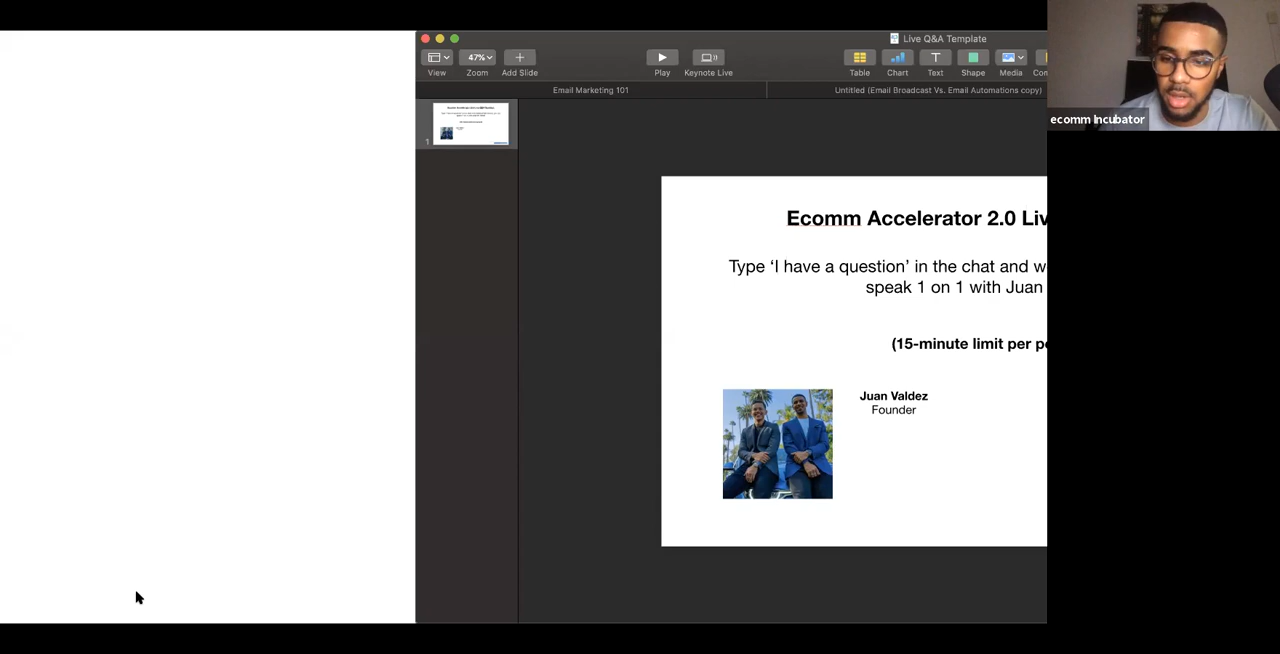 Live Q&A Template
47%
View
Zoom
Add Slide
Play
Keynote Live
Table
Chart
Text
Shape
Media
Com
Email Marketing 101
Untitled (Email Broadcast Vs. Email Automations copy)
ecomm Incubator
1
Ecomm Accelerator 2.0 Liv
Type ‘I have a question’ in the chat and w
speak 1 on 1 with Juan
(15-minute limit per pe
Juan Valdez
Founder